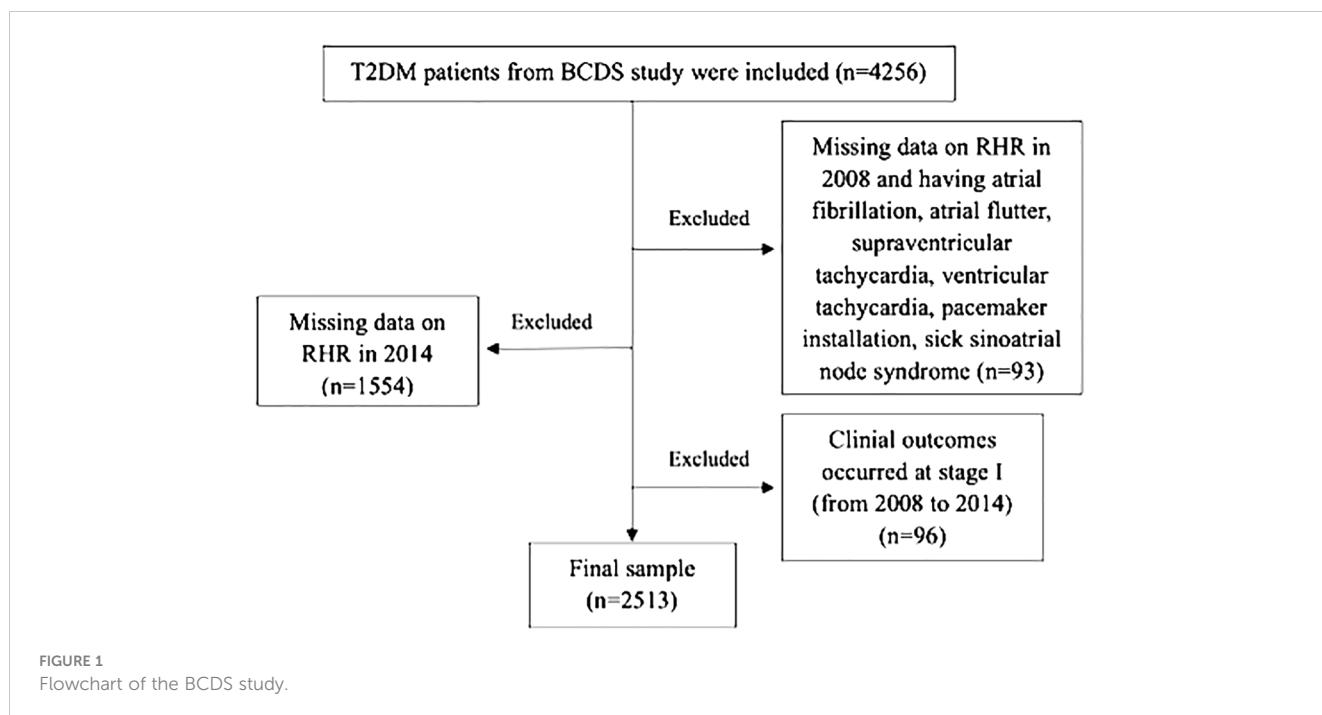 T2DM patients from BCDS study were included (n=4256)
Missing data on RHR in
2008 and having atrial
fibrillation, atrial flutter,
supraventricular
tachycardia, ventricular
tachycardia, pacemaker
installation, sick sinoatrial
node syndrome (n=93)
Excluded
Missing data on
RHR in 2014
(n=1554)
Excluded
Clinial outcomes
occurred at stage I
(from 2008 to 2014)
(n=96)
Excluded
Final sample
(n=2513)
FIGURE 1
Flowchart of the BCDS study.